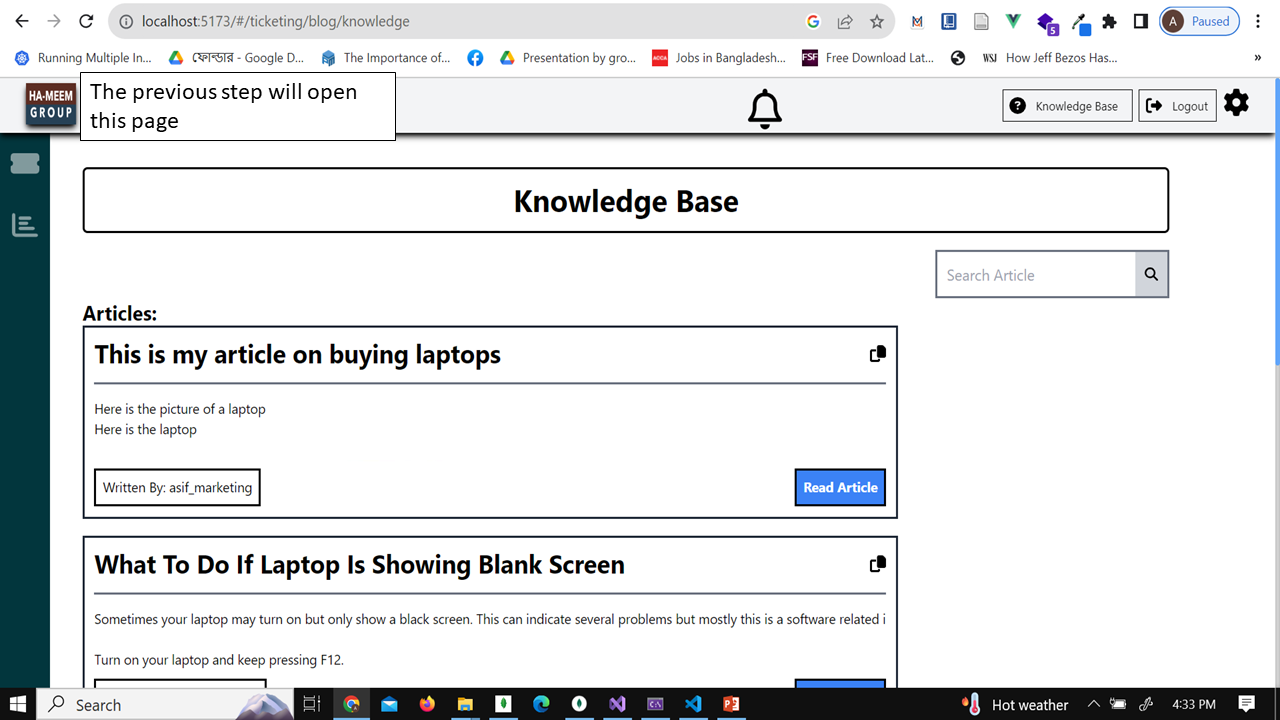 localhost:5173/#/ticketing/blog/knowledge
5
A
Paused
Running Multiple In...
ফোল্ডার - Google D...
The Importance of...
Presentation by gro...
ACCA
Jobs in Bangladesh...
FSF
Free Download Lat...
WSJ
How Jeff Bezos Has...
»
HA-MEEM
GROUP
The previous step will open
this page
Knowledge Base
Logout
Knowledge Base
Search Article
Articles:
This is my article on buying laptops
Here is the picture of a laptop
Here is the laptop
Written By: asif_marketing
Read Article
What To Do If Laptop Is Showing Blank Screen
Sometimes your laptop may turn on but only show a black screen. This can indicate several problems but mostly this is a software related i
Turn on your laptop and keep pressing F12.
Search
Hot weather
4:33 PM